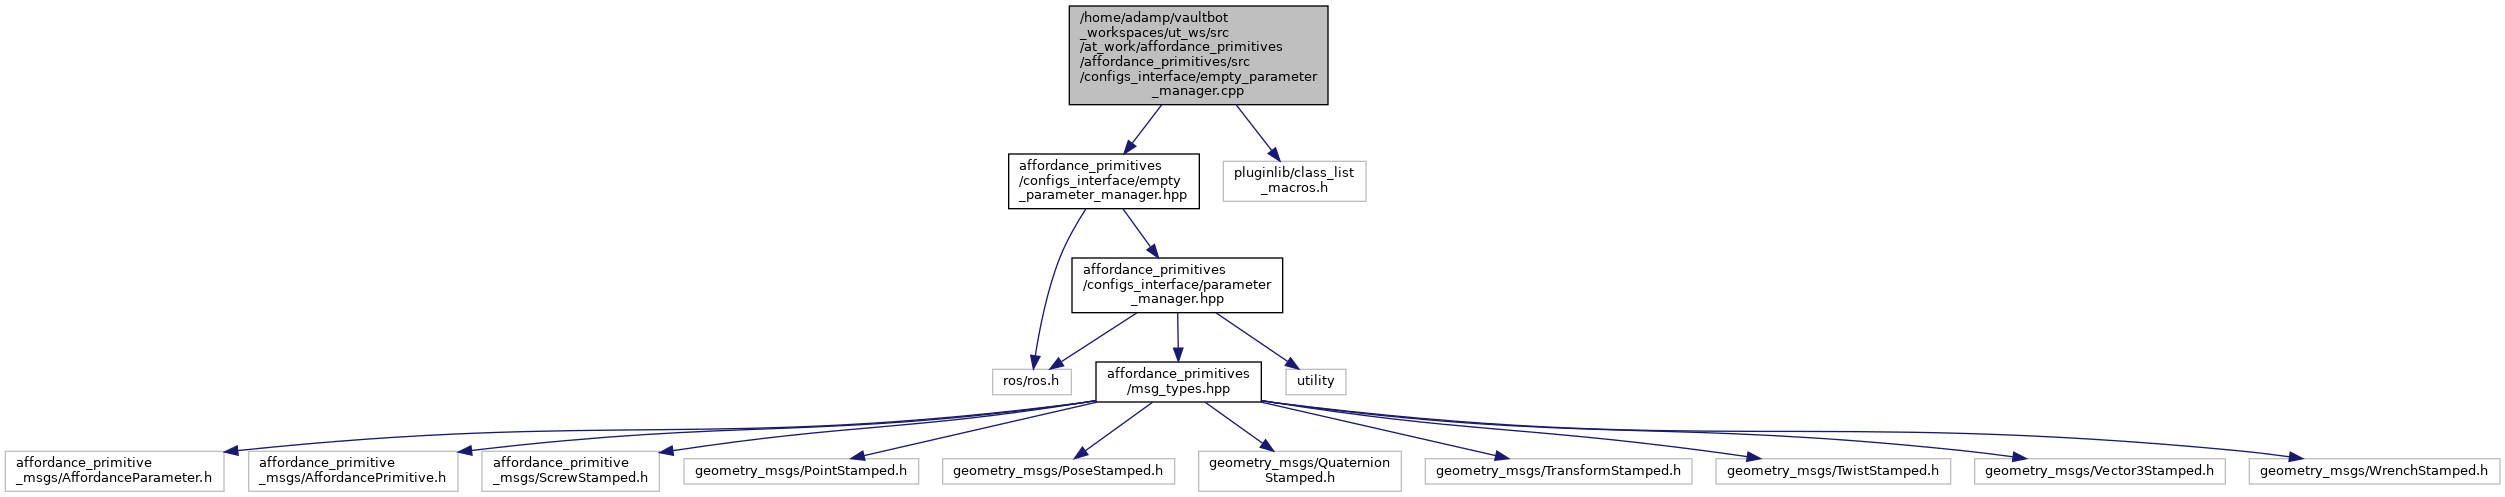 /home/adamp/vaultbot
_workspaces/ut_ws/src
/at_work/affordance_primitives
/affordance_primitives/src
/configs_interface/empty_parameter
_manager.cpp
affordance_primitives
/configs_interface/empty
_parameter_manager.hpp
pluginlib/class_list
_macros.h
affordance_primitives
/configs_interface/parameter
_manager.hpp
ros/ros.h
affordance_primitives
/msg_types.hpp
utility
affordance_primitive
_msgs/AffordanceParameter.h
affordance_primitive
_msgs/AffordancePrimitive.h
affordance_primitive
_msgs/ScrewStamped.h
geometry_msgs/PointStamped.h
geometry_msgs/PoseStamped.h
geometry_msgs/Quaternion
Stamped.h
geometry_msgs/TransformStamped.h
geometry_msgs/TwistStamped.h
geometry_msgs/Vector3Stamped.h
geometry_msgs/WrenchStamped.h